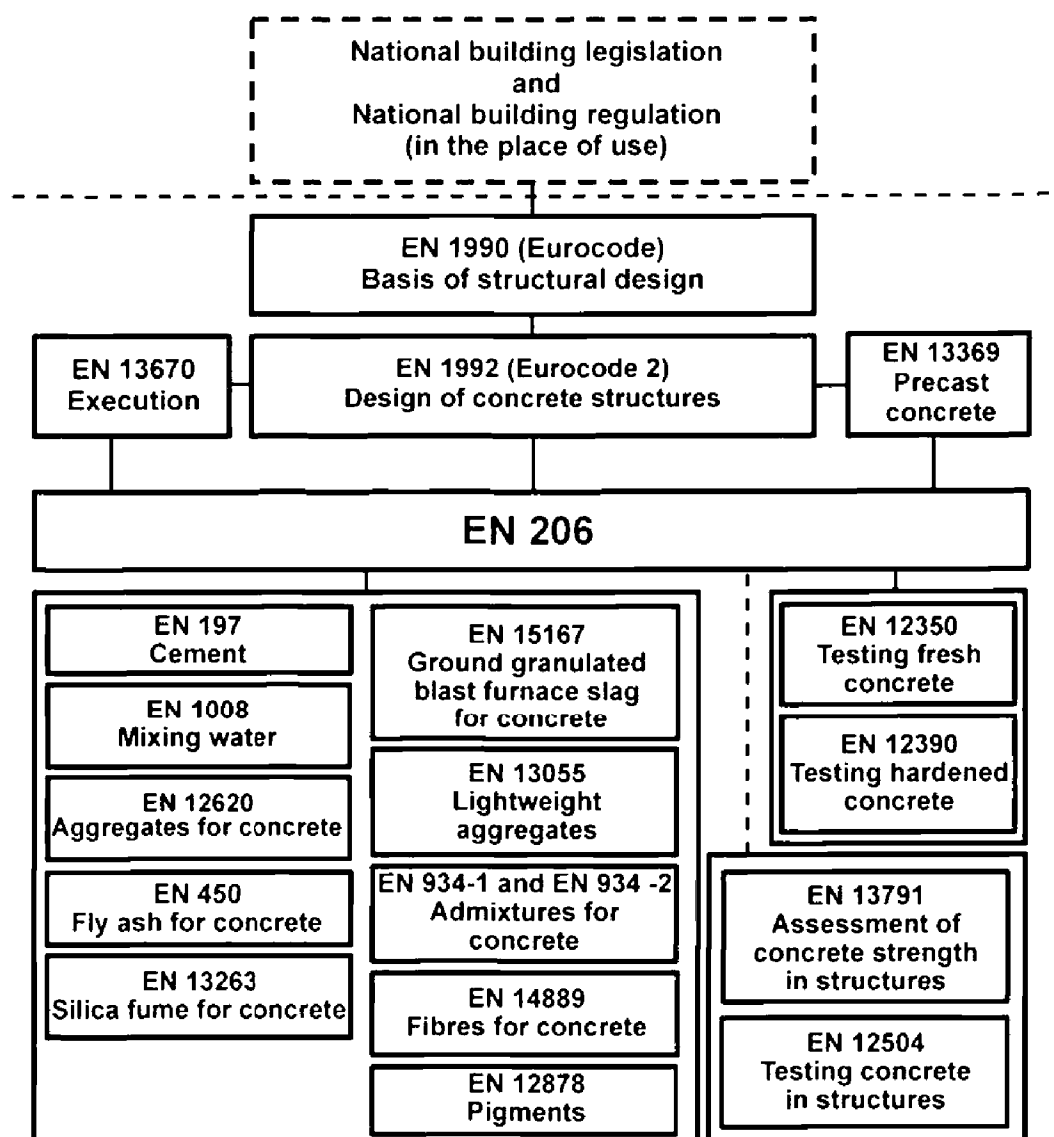 National building legislation
and
National building regulation
(in the place of use)
EN 1990 (Eurocode)
Basis of structural design
EN 13670
Execution
EN 1992 (Eurocode 2)
Design of concrete structures
EN 13369
Precast
concrete
EN 206
EN 197
Cement
EN 1008
Mixing water
EN 12620
Aggregates for concrete
EN 450
Fly ash for concrete
EN 13263
Silica fume for concrete
EN 15167
Ground granulated
blast furnace slag
for concrete
EN 13055
Lightweight
aggregates
EN 934-1 and EN 934 -2
Admixtures for
concrete
EN 14889
Fibres for concrete
EN 12878
Pigments
EN 12350
Testing fresh
concrete
EN 12390
Testing hardened
concrete
EN 13791
Assessment of
concrete strength
in structures
EN 12504
Testing concrete
in structures